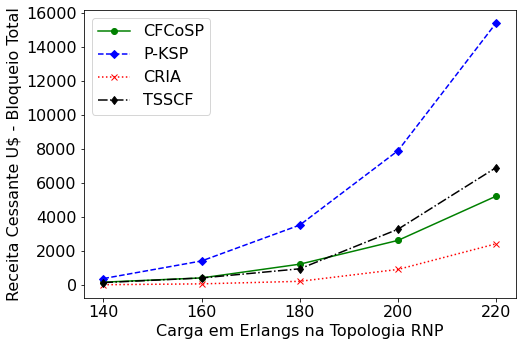 Receita Cessante U$ - Bloqueio Total
16000
14000
12000
10000
8000
6000
4000
2000
0
CFCoSP
P-KSP
CRIA
TSSCF
140
160
180
200
220
Carga em Erlangs na Topologia RNP